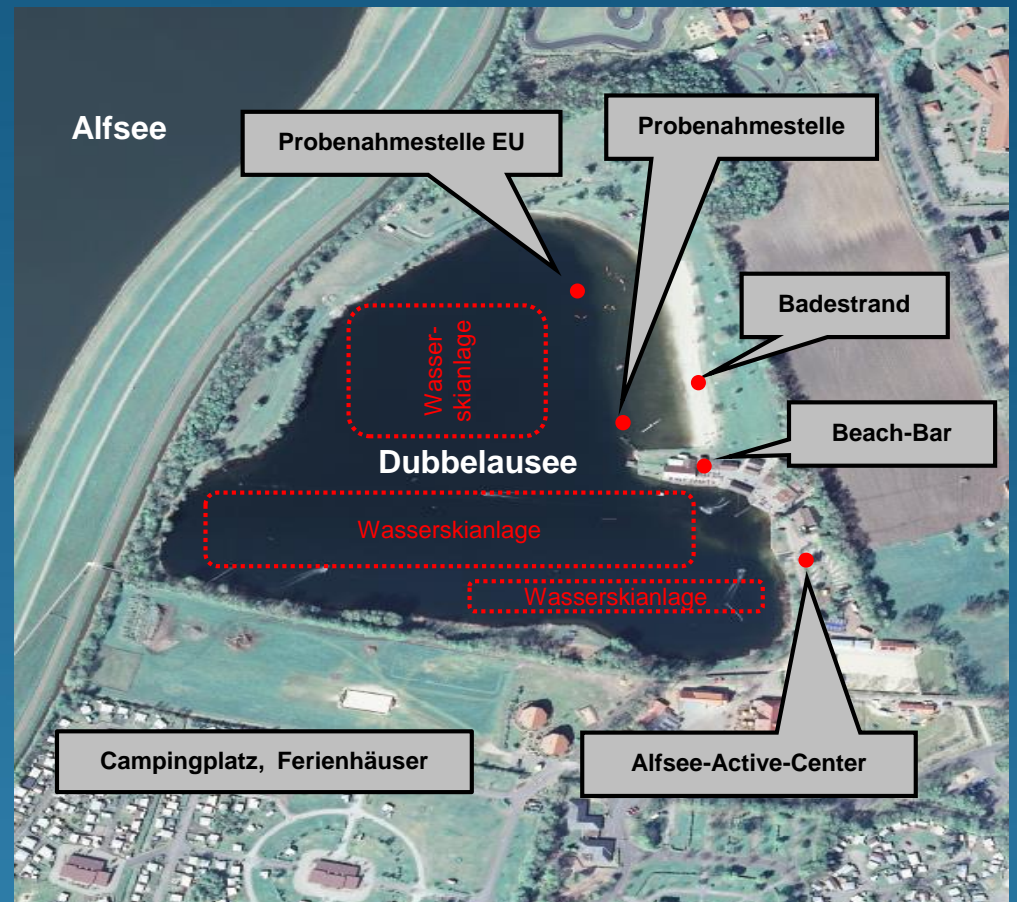 Alfsee
Probenahmestelle EU
Probenahmestelle
Badestrand
Wasser-
skianlage
Beach-Bar
Dubbelausee
Wasserskianlage
Wasserskianlage
Campingplatz, Ferienhäuser
Alfsee-Active-Center